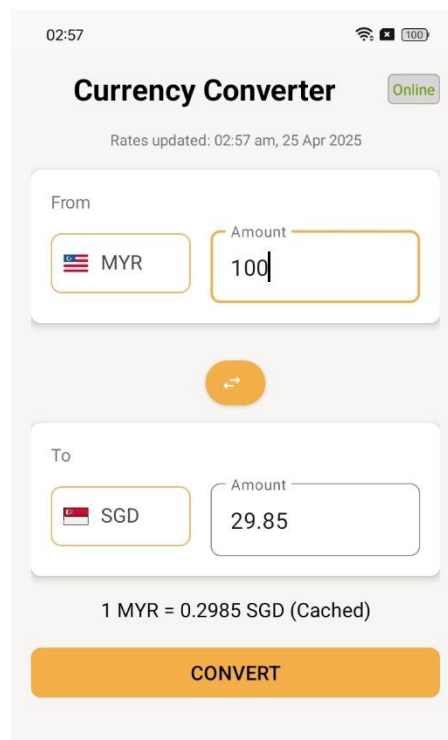 02:57
100
Currency Converter
Online
Rates updated: 02:57 am, 25 Apr 2025
From
Amount
MYR
100
To
Amount
SGD
29.85
1 MYR = 0.2985 SGD (Cached)
CONVERT